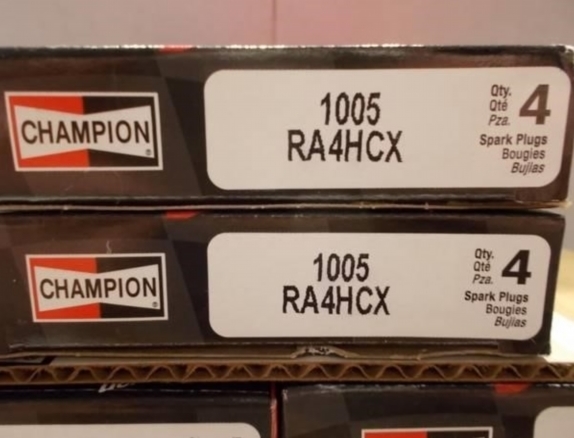 CHAMPION
1005
RA4HCX
Qty.
Qté
Pza.
4
Spark Plugs
Bougies
Bujías
CHAMPION
1005
RA4HCX
Qty.
Qté
Pza.
4
Spark Plugs
Bougies
Bujías
CHAMPION